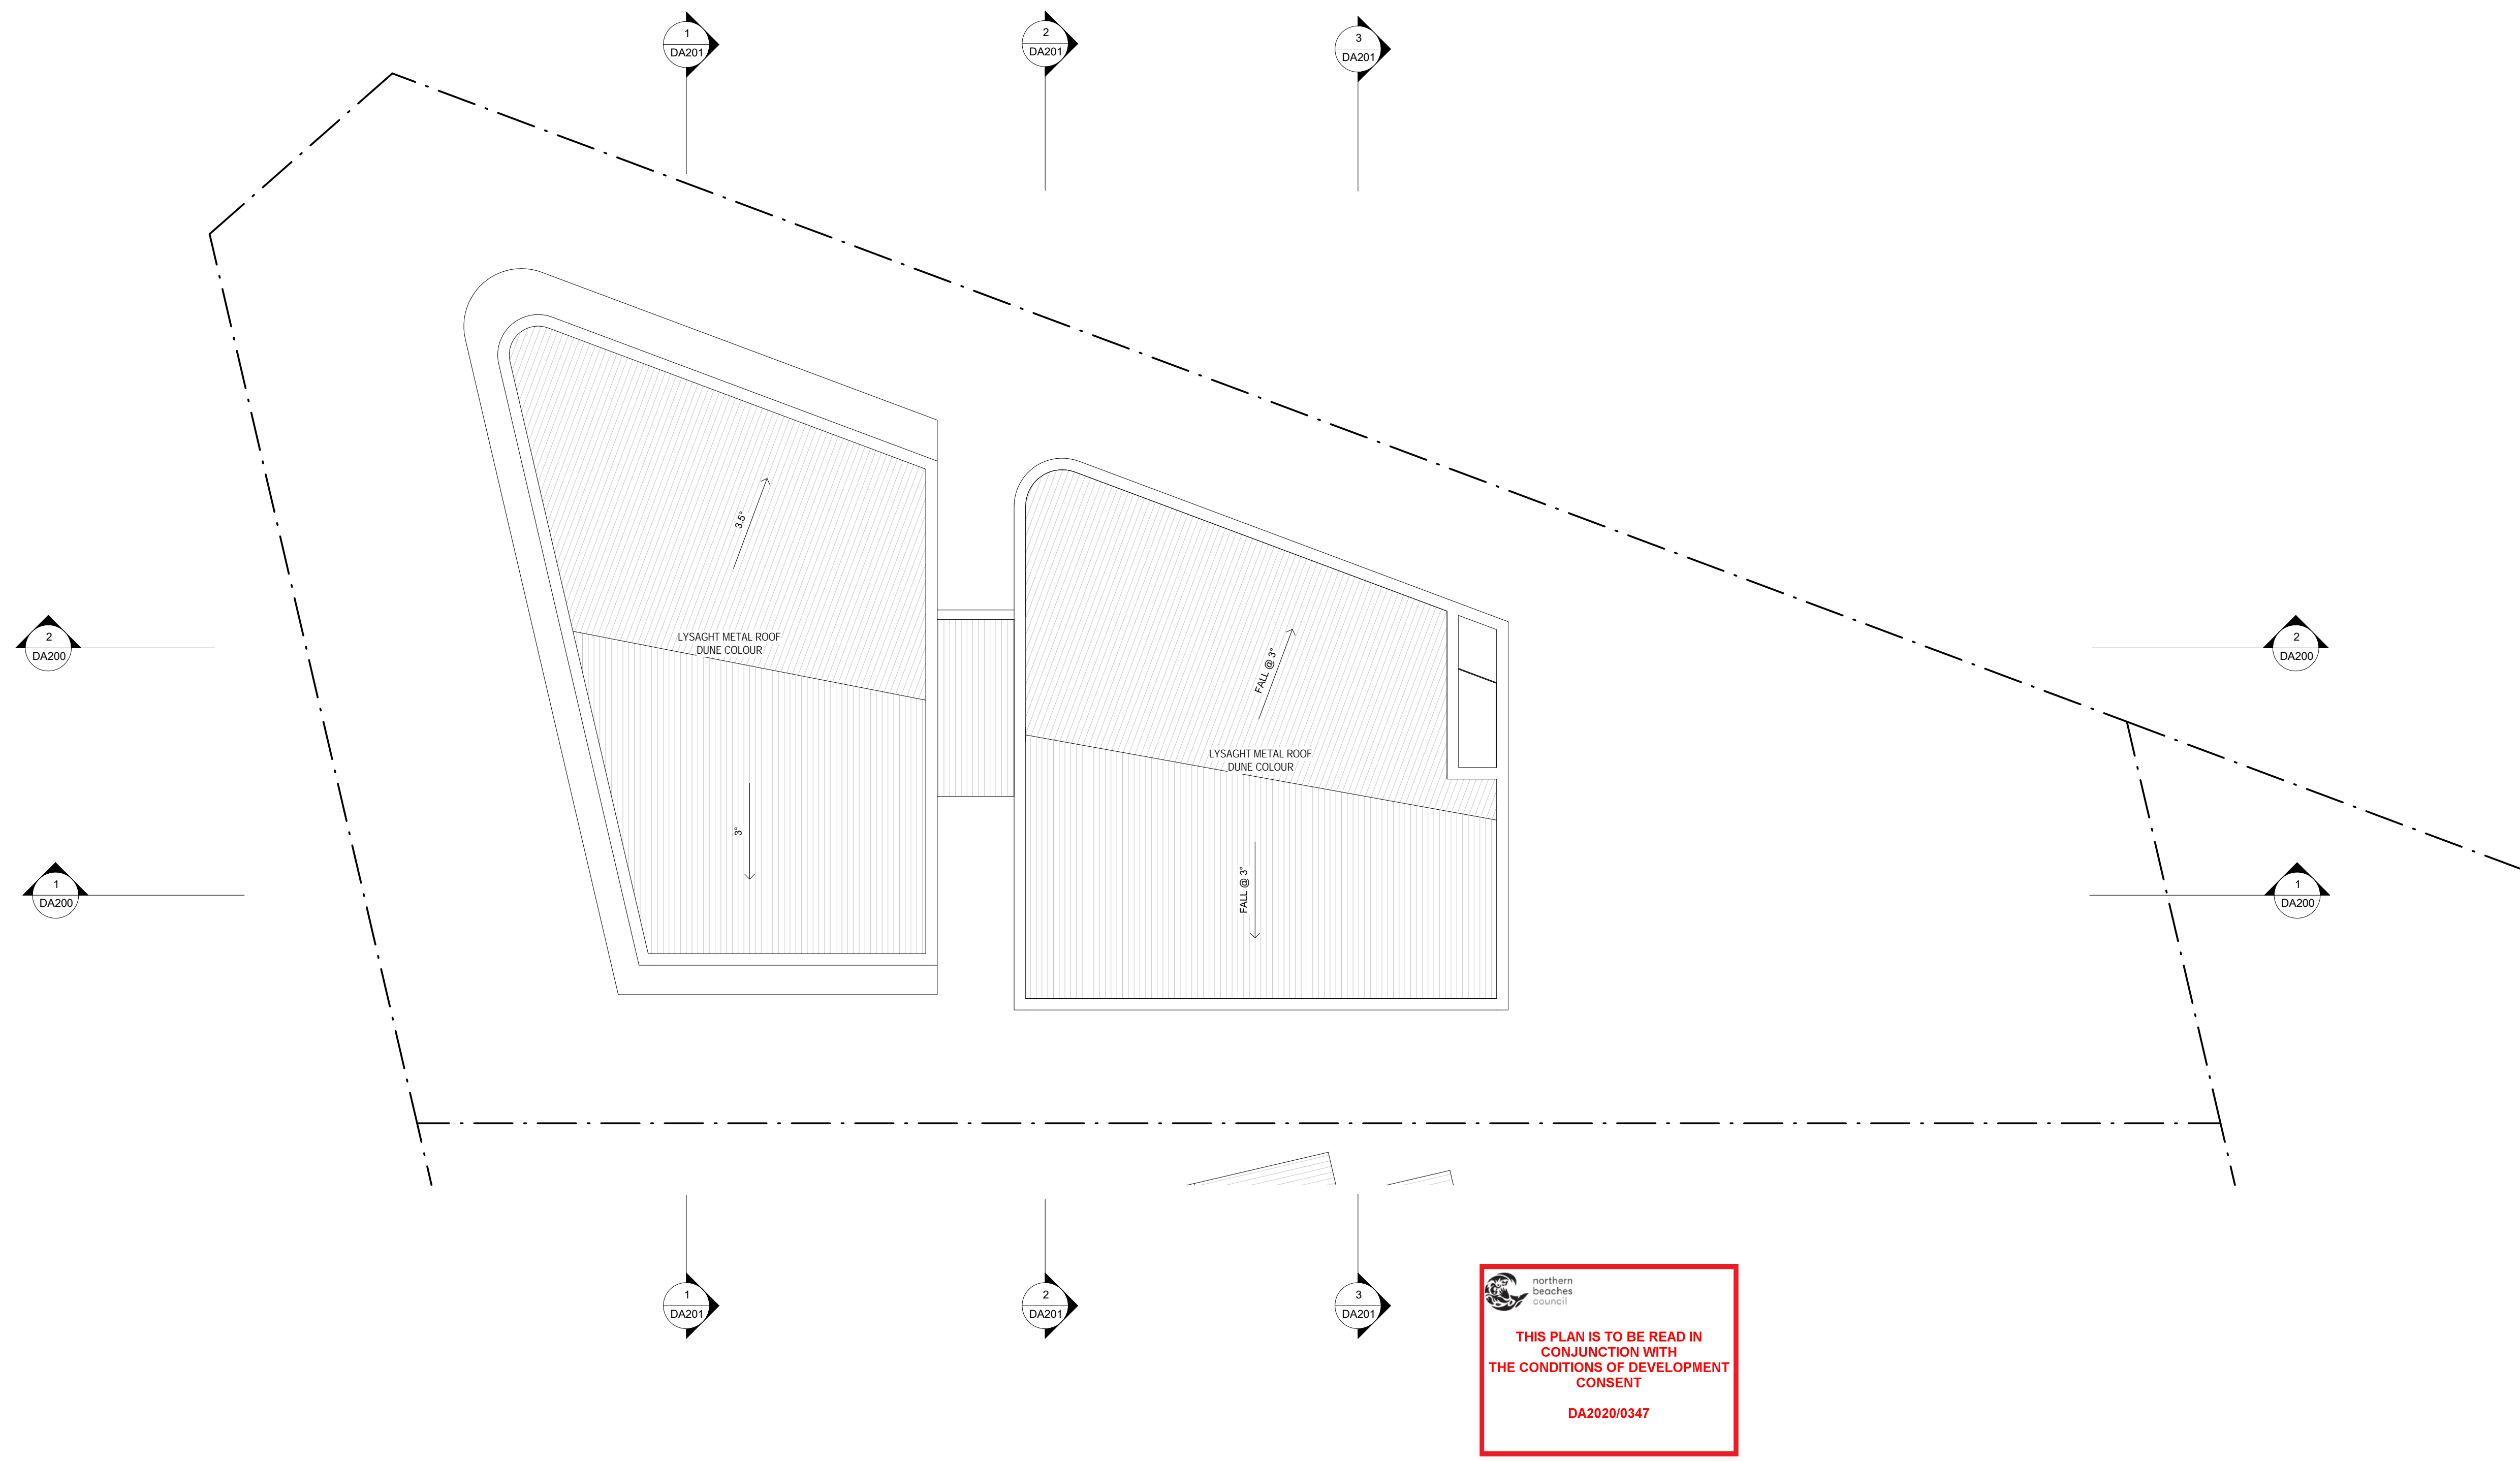 1
DA201
2
DA201
3
DA201
3.5°
LYSAGHT METAL ROOF
DUNE COLOUR
3°
FALL @ 3°
LYSAGHT METAL ROOF
DUNE COLOUR
FALL @ 3°
2
DA200
2
DA200
1
DA200
1
DA200
1
DA201
2
DA201
3
DA201
northern
beaches
council
THIS PLAN IS TO BE READ IN
CONJUNCTION WITH
THE CONDITIONS OF DEVELOPMENT
CONSENT
DA2020/0347